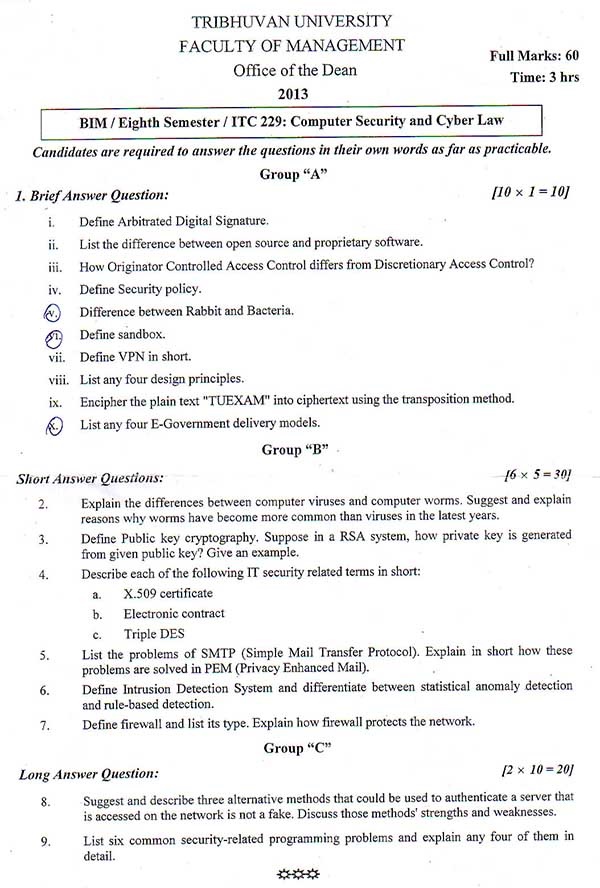 TRIBHUVAN UNIVERSITY
FACULTY OF MANAGEMENT
Office of the Dean
2013
Full Marks: 60
Time: 3 hrs
BIM / Eighth Semester / ITC 229: Computer Security and Cyber Law
Candidates are required to answer the questions in their own words as far as practicable.
Group “A”
1. Brief Answer Question: [10 × 1 = 10]
i. Define Arbitrated Digital Signature.
ii. List the difference between open source and proprietary software.
iii. How Originator Controlled Access Control differs from Discretionary Access Control?
iv. Define Security policy.
v. Difference between Rabbit and Bacteria.
vi. Define sandbox.
vii. Define VPN in short.
viii. List any four design principles.
ix. Encipher the plain text "TUEXAM" into ciphertext using the transposition method.
x. List any four E-Government delivery models.
Group “B”
Short Answer Questions: [6 × 5 = 30]
2. Explain the differences between computer viruses and computer worms. Suggest and explain
reasons why worms have become more common than viruses in the latest years.
3. Define Public key cryptography. Suppose in a RSA system, how private key is generated
from given public key? Give an example.
4. Describe each of the following IT security related terms in short:
a. X.509 certificate
b. Electronic contract
c. Triple DES
5. List the problems of SMTP (Simple Mail Transfer Protocol). Explain in short how these
problems are solved in PEM (Privacy Enhanced Mail).
6. Define Intrusion Detection System and differentiate between statistical anomaly detection
and rule-based detection.
7. Define firewall and list its type. Explain how firewall protects the network.
Group “C”
Long Answer Question: [2 × 10 = 20]
8. Suggest and describe three alternative methods that could be used to authenticate a server that
is accessed on the network is not a fake. Discuss those methods' strengths and weaknesses.
9. List six common security-related programming problems and explain any four of them in
detail.